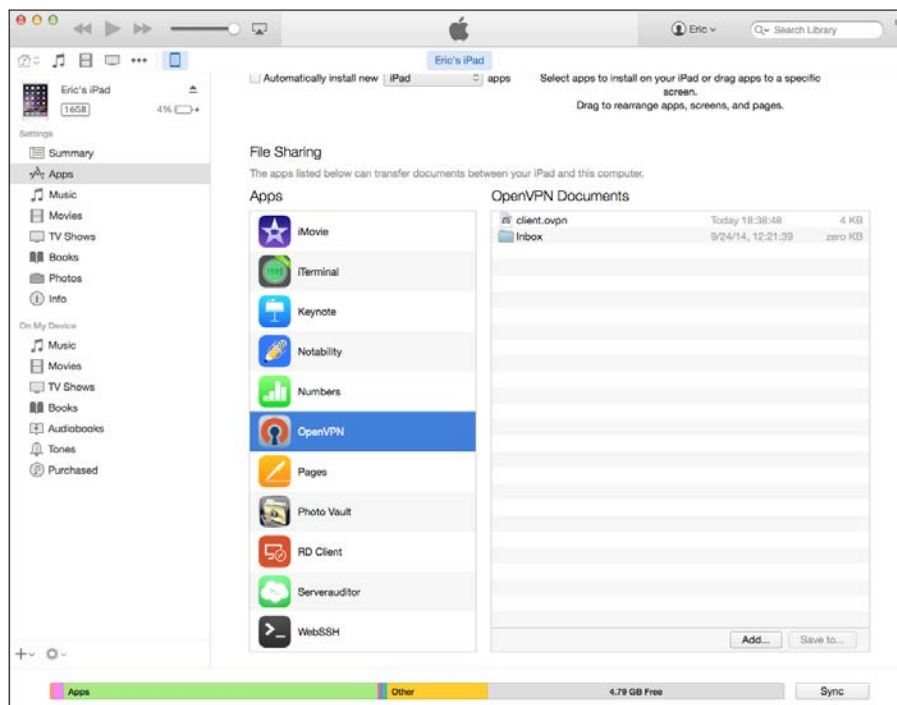 Eric
Search Library
Eric's iPad
Eric's iPad
16GB
4%
Settings
Summary
Apps
Music
Movies
TV Shows
Books
Photos
Info
On My Device
Music
Movies
TV Shows
Books
Audiobooks
Tones
Purchased
Automatically install new iPad apps
Select apps to install on your iPad or drag apps to a specific
screen.
Drag to rearrange apps, screens, and pages.
File Sharing
The apps listed below can transfer documents between your iPad and this computer.
Apps
iMovie
iTerminal
Keynote
Notability
Numbers
OpenVPN
Pages
Photo Vault
RD Client
Serverauditor
WebSSH
OpenVPN Documents
client.ovpn Today 18:38:48 4 KB
Inbox 9/24/14, 12:21:39 zero KB
Add... Save to...
Apps Other 4.79 GB Free Sync